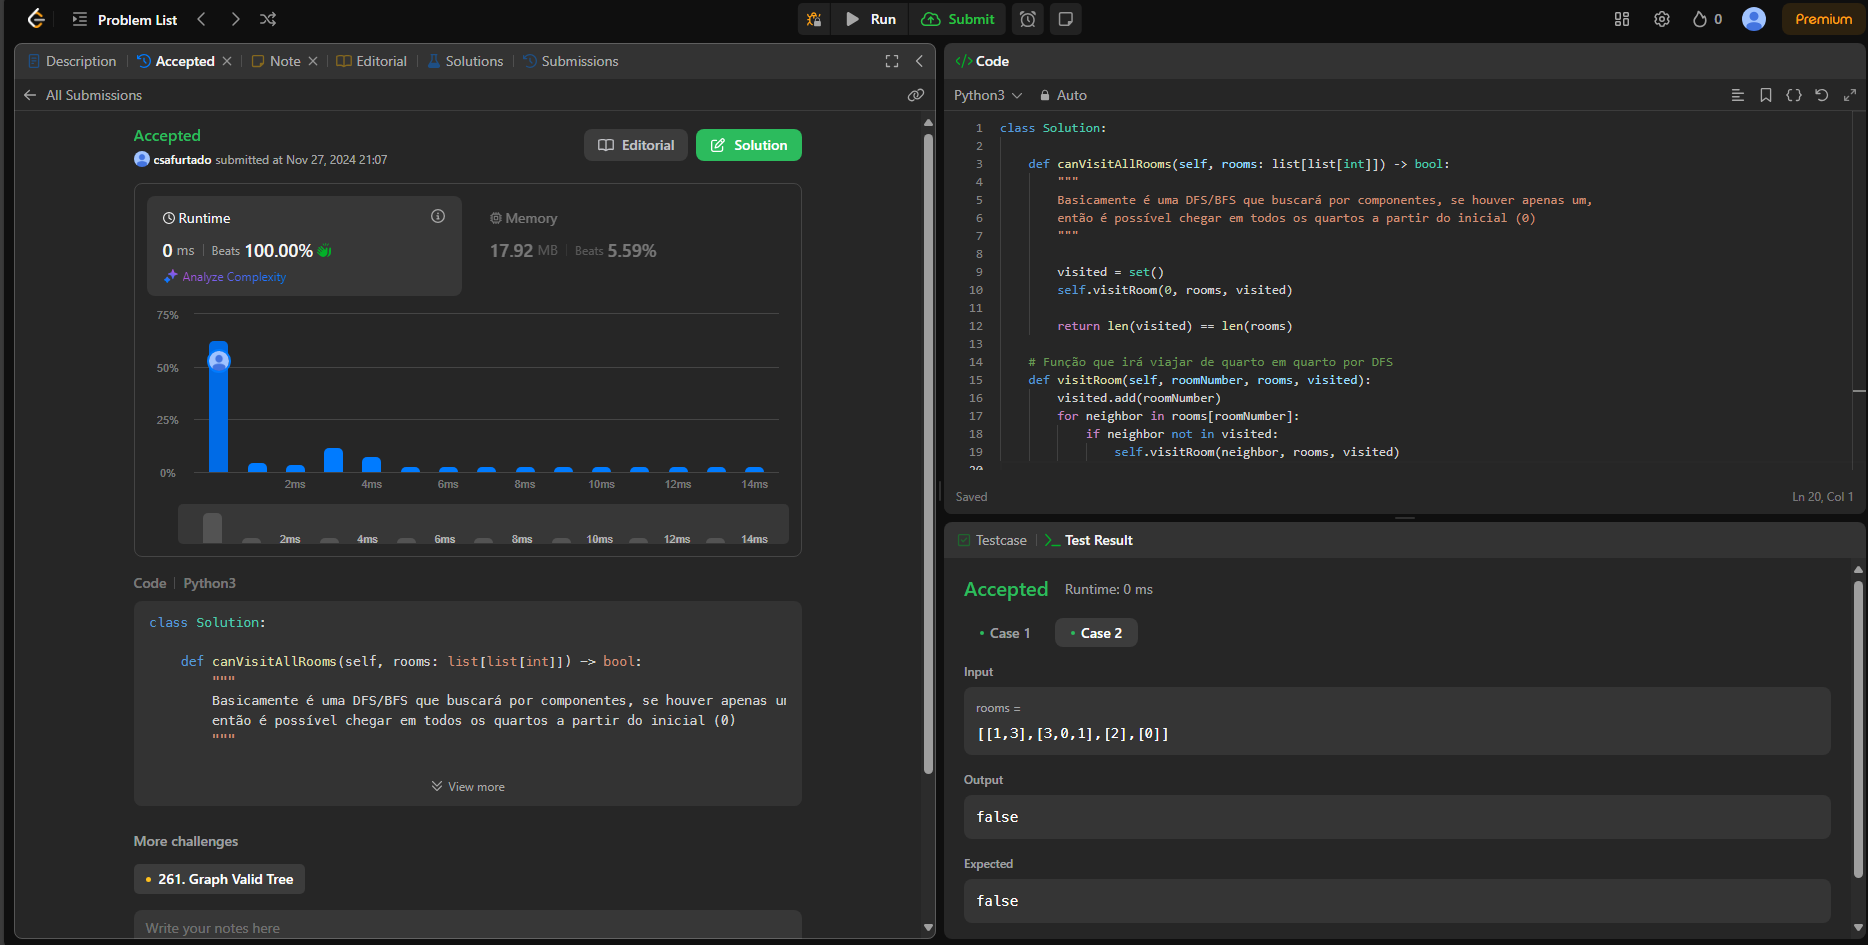 Problem List
Run
Submit
0
Premium
Description
Accepted
Note
Editorial
Solutions
Submissions
All Submissions
Accepted
csafurtado submitted at Nov 27, 2024 21:07
Editorial
Solution
Runtime
0 ms | Beats 100.00%
Analyze Complexity
Memory
17.92 MB | Beats 5.59%
75%
50%
25%
0%
2ms 4ms 6ms 8ms 10ms 12ms 14ms
2ms 4ms 6ms 8ms 10ms 12ms 14ms
Code | Python3
class Solution:
    def canVisitAllRooms(self, rooms: list[list[int]]) -> bool:
        """
        Basicamente é uma DFS/BFS que buscará por componentes, se houver apenas
        então é possível chegar em todos os quartos a partir do inicial (0)
        """
View more
More challenges
261. Graph Valid Tree
Write your notes here
</> Code
Python3
Auto
1 class Solution:
2
3     def canVisitAllRooms(self, rooms: list[list[int]]) -> bool:
4         """
5         Basicamente é uma DFS/BFS que buscará por componentes, se houver apenas um,
6         então é possível chegar em todos os quartos a partir do inicial (0)
7         """
8
9         visited = set()
10         self.visitRoom(0, rooms, visited)
11
12         return len(visited) == len(rooms)
13
14     # Função que irá viajar de quarto em quarto por DFS
15     def visitRoom(self, roomNumber, rooms, visited):
16         visited.add(roomNumber)
17         for neighbor in rooms[roomNumber]:
18             if neighbor not in visited:
19                 self.visitRoom(neighbor, rooms, visited)
20
Saved
Ln 20, Col 1
Testcase
>_ Test Result
Accepted
Runtime: 0 ms
Case 1
Case 2
Input
rooms =
[[1,3],[3,0,1],[2],[0]]
Output
false
Expected
false